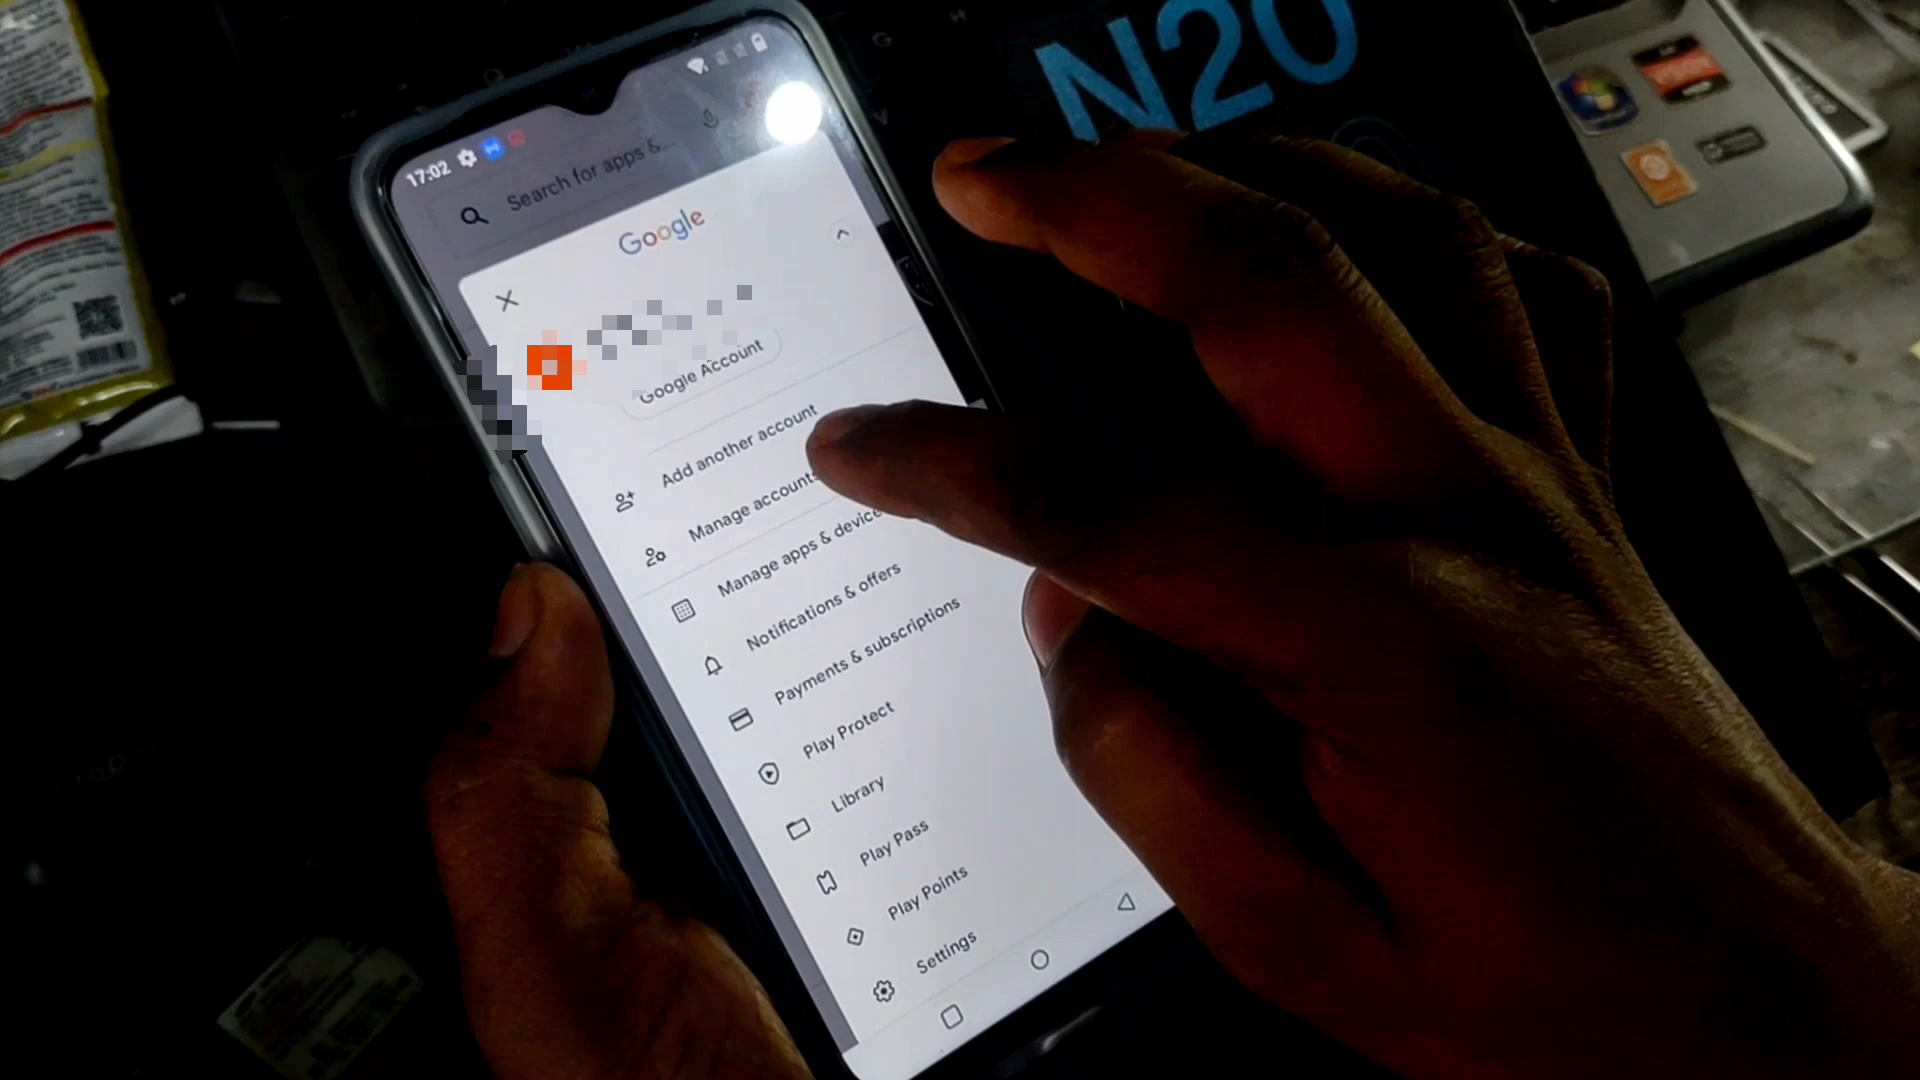 N20
17:02
Search for apps &...
Google
Google Account
Add another account
Manage accounts
Manage apps & device
Notifications & offers
Payments & subscriptions
Play Protect
Library
Play Pass
Play Points
Settings